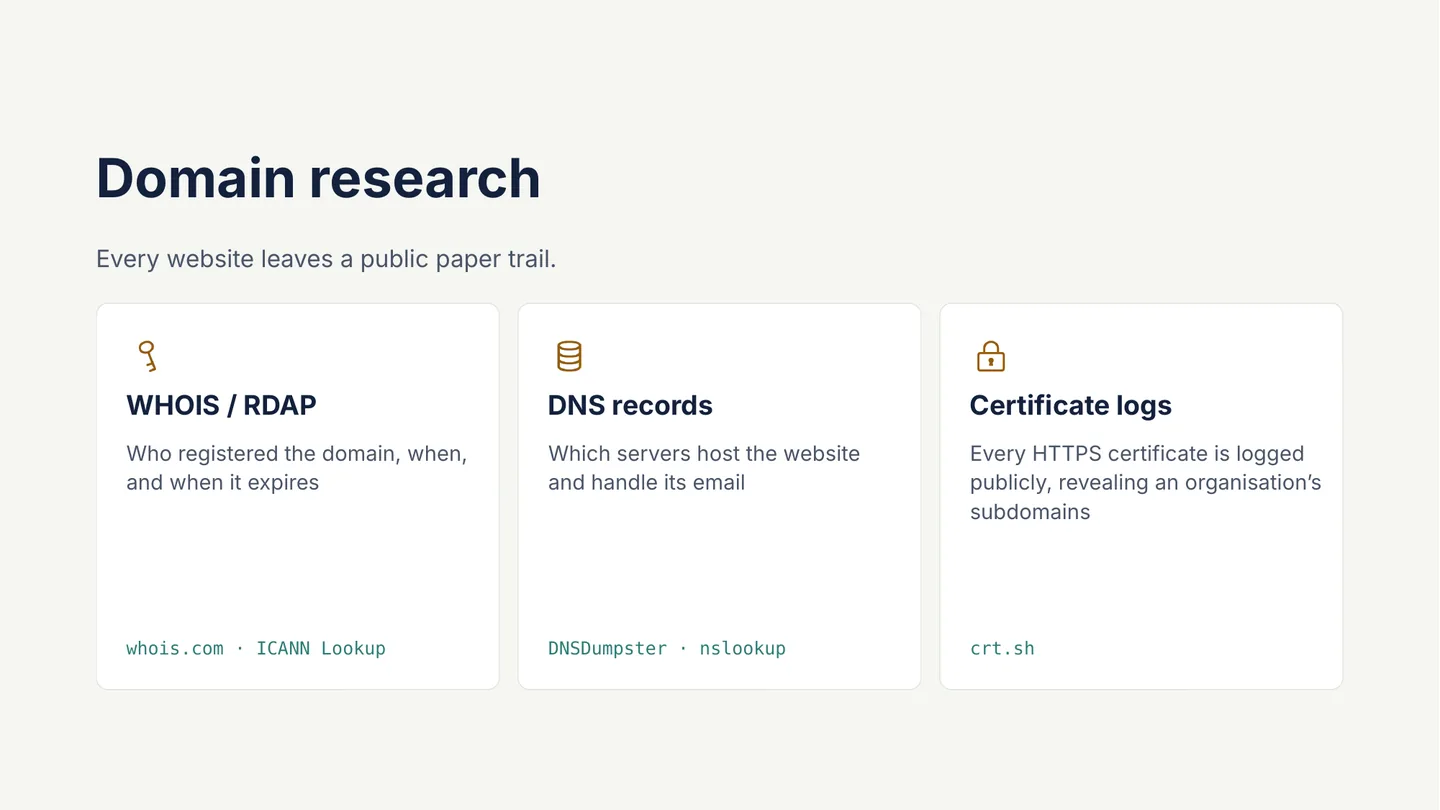 Domain research
Every website leaves a public paper trail.
WHOIS / RDAP
Who registered the domain, when,
and when it expires
whois.com · ICANN Lookup
DNS records
Which servers host the website
and handle its email
DNSDumpster · nslookup
Certificate logs
Every HTTPS certificate is logged
publicly, revealing an organisation’s
subdomains
crt.sh